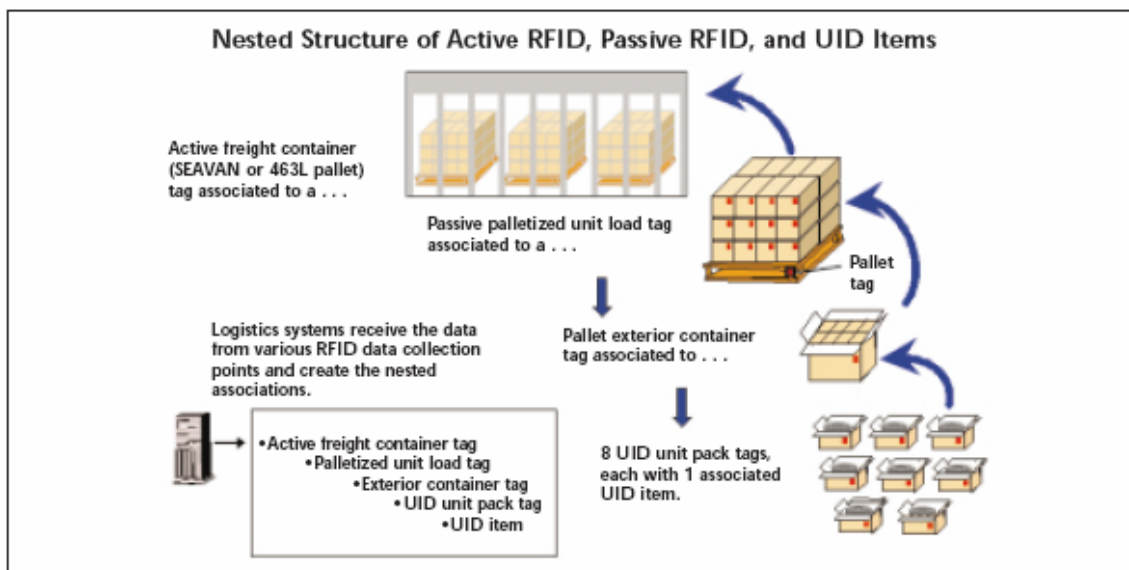 Nested Structure of Active RFID, Passive RFID, and UID Items
Active freight container
(SEAVAN or 463L pallet)
tag associated to a . . .
Passive palletized unit load tag
associated to a . . .
Pallet
tag
Pallet exterior container
tag associated to . . .
Logistics systems receive the data
from various RFID data collection
points and create the nested
associations.
•Active freight container tag
•Palletized unit load tag
•Exterior container tag
•UID unit pack tag
•UID item
8 UID unit pack tags,
each with 1 associated
UID item.